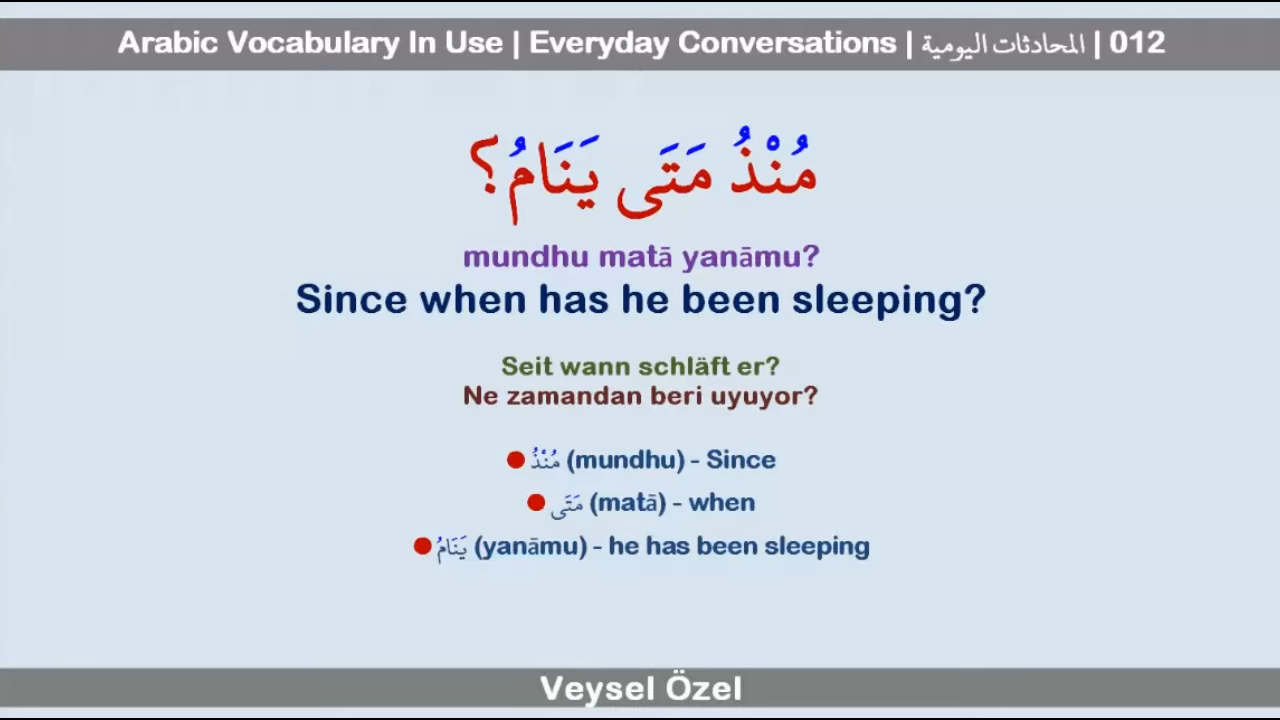 Arabic Vocabulary In Use | Everyday Conversations | المحادثات اليومية | 012
مُنْذُ مَتَى يَنَامُ؟
mundhu matā yanāmu?
Since when has he been sleeping?
Seit wann schläft er?
Ne zamandan beri uyuyor?
● مُنْذُ (mundhu) - Since
● مَتَى (matā) - when
● يَنَامُ (yanāmu) - he has been sleeping
Veysel Özel